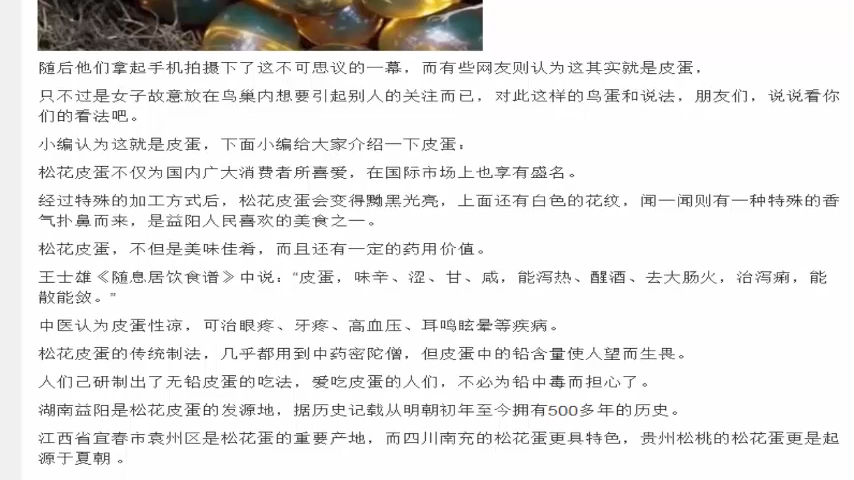 随后他们拿起手机拍摄下了这不可思议的一幕，而有些网友则认为这其实就是皮蛋，
只不过是女子故意放在鸟巢内想要引起别人的关注而已，对此这样的鸟蛋和说法，朋友们，说说看你
们的看法吧。
小编认为这就是皮蛋，下面小编给大家介绍一下皮蛋：
松花皮蛋不仅为国内广大消费者所喜爱，在国际市场上也享有盛名。
经过特殊的加工方式后，松花皮蛋会变得黝黑光亮，上面还有白色的花纹，闻一闻则有一种特殊的香
气扑鼻而来，是益阳人民喜欢的美食之一。
松花皮蛋，不但是美味佳肴，而且还有一定的药用价值。
王士雄《随息居饮食谱》中说：“皮蛋，味辛、涩、甘、咸，能泻热、醒酒、去大肠火，治泻痢，能
散能敛。”
中医认为皮蛋性凉，可治眼疼、牙疼、高血压、耳鸣眩晕等疾病。
松花皮蛋的传统制法，几乎都用到中药密陀僧，但皮蛋中的铅含量使人望而生畏。
人们己研制出了无铅皮蛋的吃法，爱吃皮蛋的人们，不必为铅中毒而担心了。
湖南益阳是松花皮蛋的发源地，据历史记载从明朝初年至今拥有500多年的历史。
江西省宜春市袁州区是松花蛋的重要产地，而四川南充的松花蛋更具特色，贵州松桃的松花蛋更是起
源于夏朝。